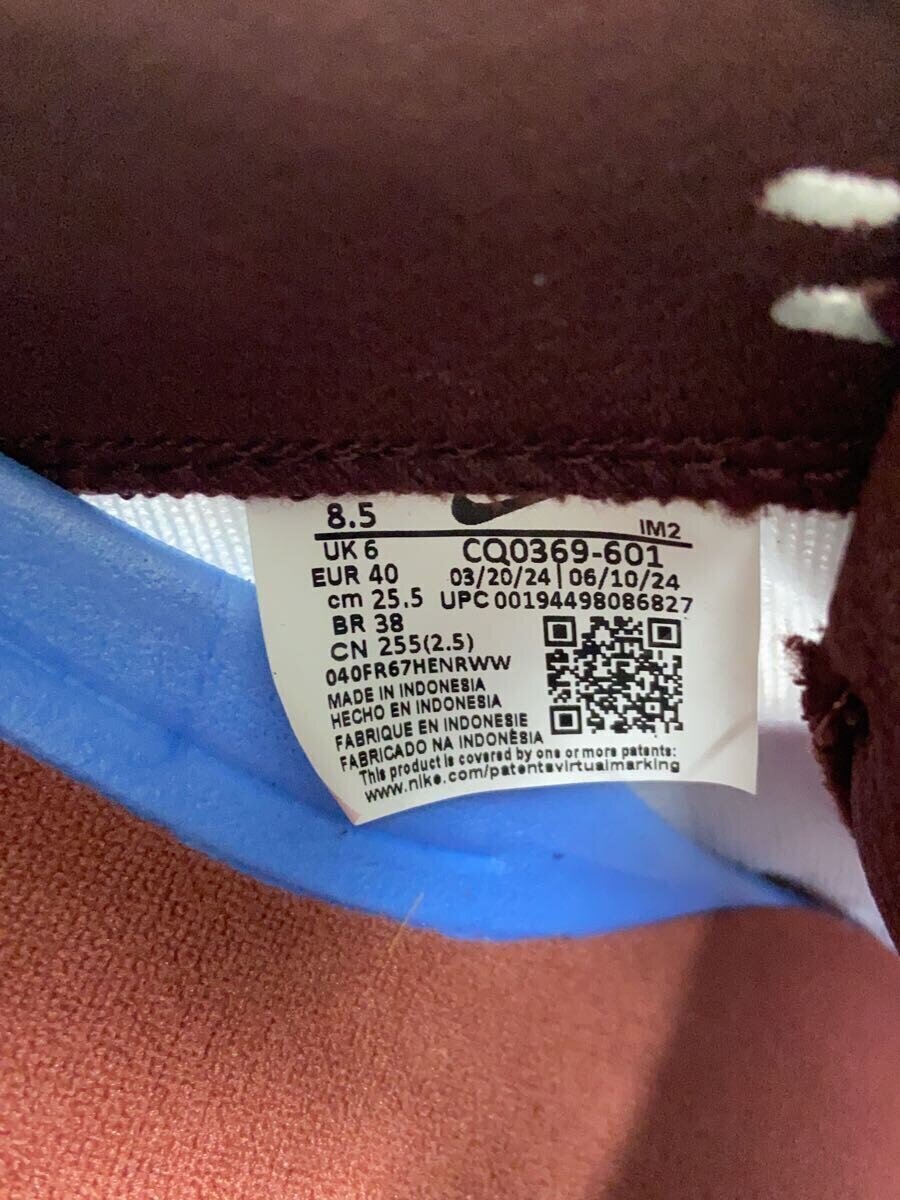 8.5
IM2
UK 6 CQ0369-601
EUR 40 03/20/24 | 06/10/24
cm 25.5 UPC 00194498086827
BR 38
CN 255(2.5)
040FR67HENRWW
MADE IN INDONESIA
HECHO EN INDONESIA
FABRIQUE EN INDONESIE
FABRICADO NA INDONÉSIA
This product is covered by one or more patents:
www.nike.com/patentsvirtualmarking